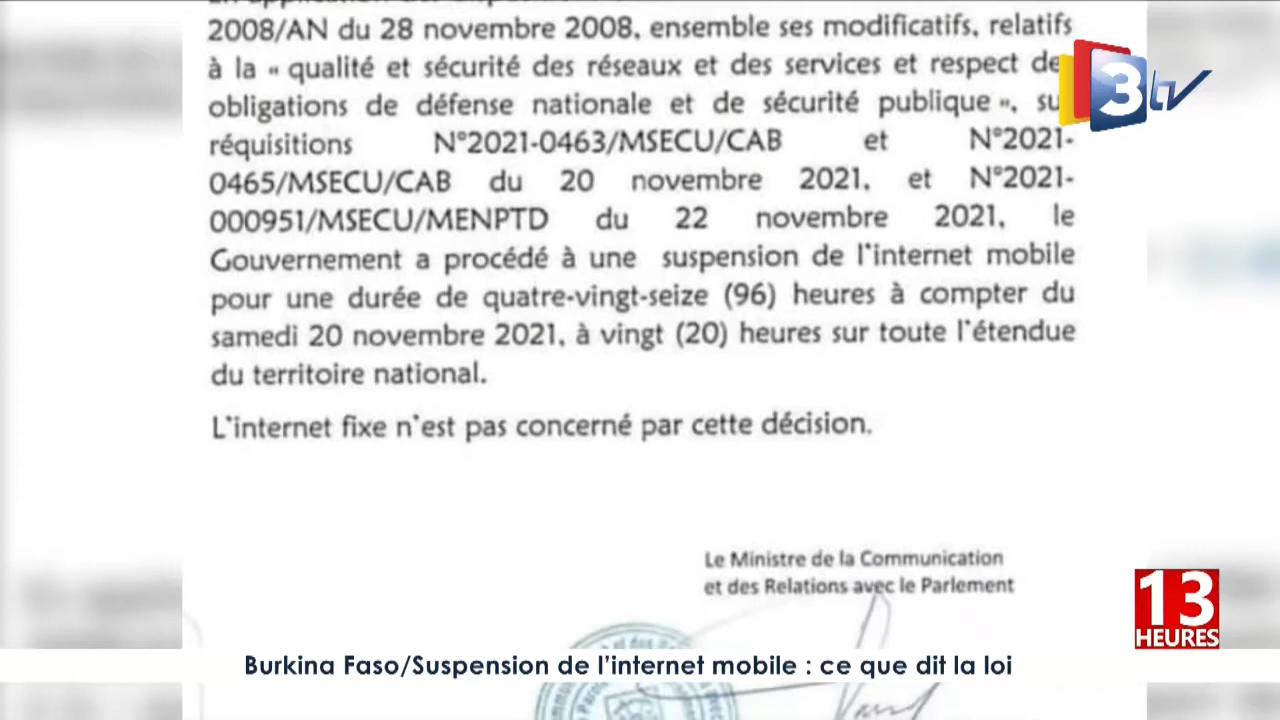 2008/AN du 28 novembre 2008, ensemble ses modificatifs, relatifs
à la « qualité et sécurité des réseaux et des services et respect de
obligations de défense nationale et de sécurité publique », su
réquisitions N°2021-0463/MSECU/CAB et N°2021-
0465/MSECU/CAB du 20 novembre 2021, et N°2021-
000951/MSECU/MENPTD du 22 novembre 2021, le
Gouvernement a procédé à une suspension de l'internet mobile
pour une durée de quatre-vingt-seize (96) heures à compter du
samedi 20 novembre 2021, à vingt (20) heures sur toute l'étendue
du territoire national.
L'internet fixe n'est pas concerné par cette décision.
Le Ministre de la Communication
et des Relations avec le Parlement
3tv
13
HEURES
Burkina Faso/Suspension de l'internet mobile : ce que dit la loi